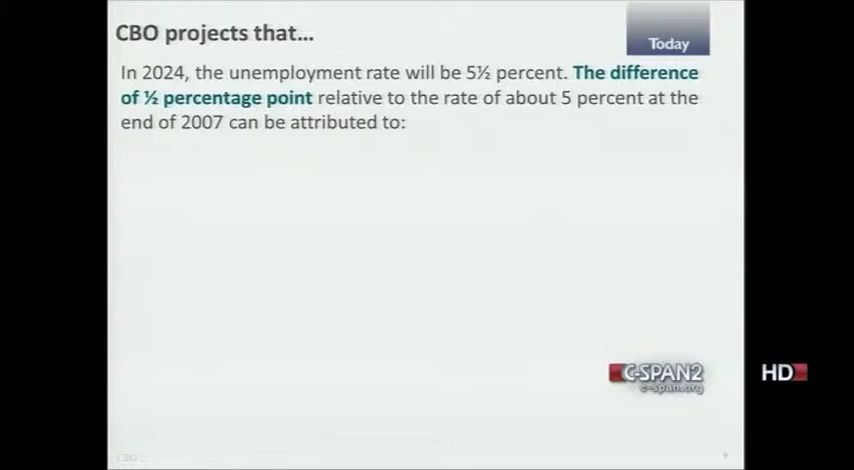 CBO projects that...
Today
In 2024, the unemployment rate will be 5½ percent. The difference
of ½ percentage point relative to the rate of about 5 percent at the
end of 2007 can be attributed to:
C-SPAN2
c-span.org
HD
CBO